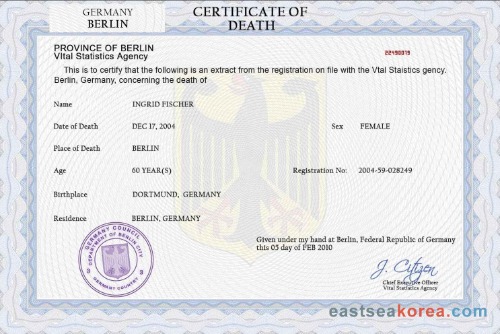 GERMANY
BERLIN
CERTIFICATE OF
DEATH
PROVINCE OF BERLIN
Vital Statistics Agency
22490019
This is to certify that the following is an extract from the registration on file with the Vtal Staistics gency.
Berlin, Germany, concerning the death of
Name INGRID FISCHER
Date of Death DEC 17, 2004 Sex FEMALE
Place of Death BERLIN
Age 60 YEAR(S) Registration No: 2004-59-028249
Birthplace DORTMUND, GERMANY
Residence BERLIN, GERMANY
GERMANY COUNCIL
DEPARTMENT OF BERLIN CITY
GERMAN COUNTRY
Given under my hand at Berlin, Federal Republic of Germany
this 05 day of FEB 2010
J. Citizen
Chief Executive Officer
Vital Statistics Agency
eastseakorea.com